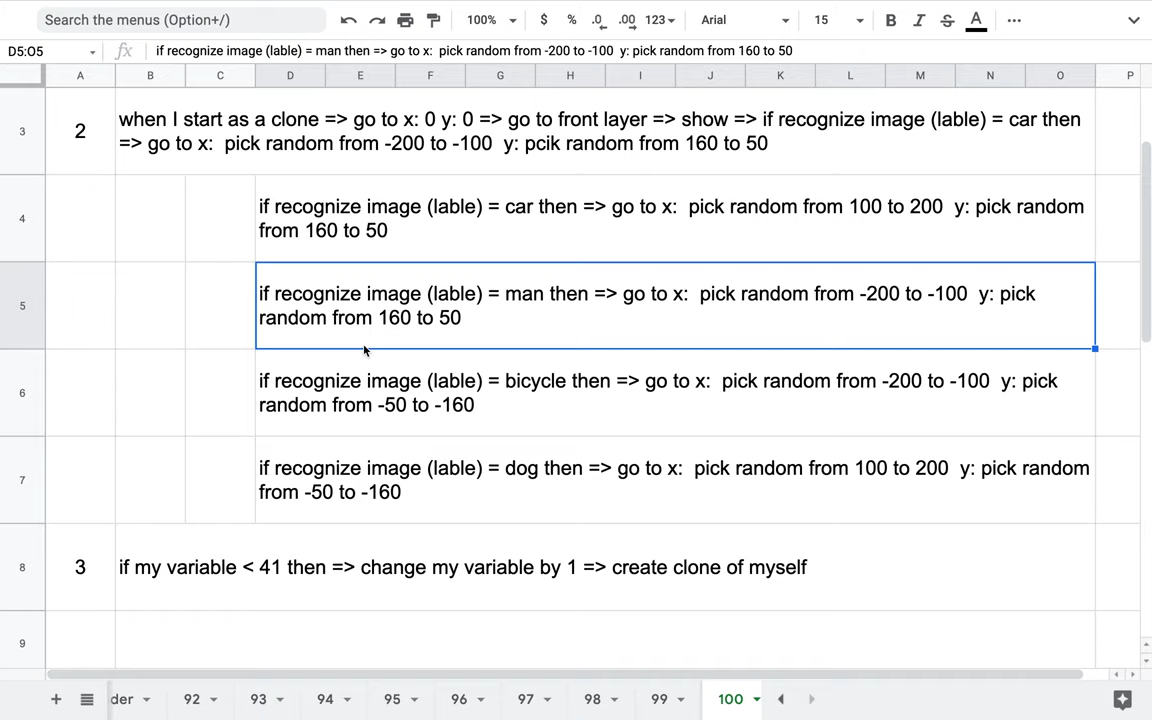 Search the menus (Option+/)
100%
$
%
.0
.00
123
Arial
15
B
I
S
A
D5:O5
fx
if recognize image (lable) = man then => go to x:  pick random from -200 to -100  y: pick random from 160 to 50
A
B
C
D
E
F
G
H
I
J
K
L
M
N
O
P
3
2
when I start as a clone => go to x: 0 y: 0 => go to front layer => show => if recognize image (lable) = car then
=> go to x:  pick random from -200 to -100  y: pcik random from 160 to 50
4
if recognize image (lable) = car then => go to x:  pick random from 100 to 200  y: pick random
from 160 to 50
5
if recognize image (lable) = man then => go to x:  pick random from -200 to -100  y: pick
random from 160 to 50
6
if recognize image (lable) = bicycle then => go to x:  pick random from -200 to -100  y: pick
random from -50 to -160
7
if recognize image (lable) = dog then => go to x:  pick random from 100 to 200  y: pick random
from -50 to -160
8
3
if my variable < 41 then => change my variable by 1 => create clone of myself
9
der
92
93
94
95
96
97
98
99
100